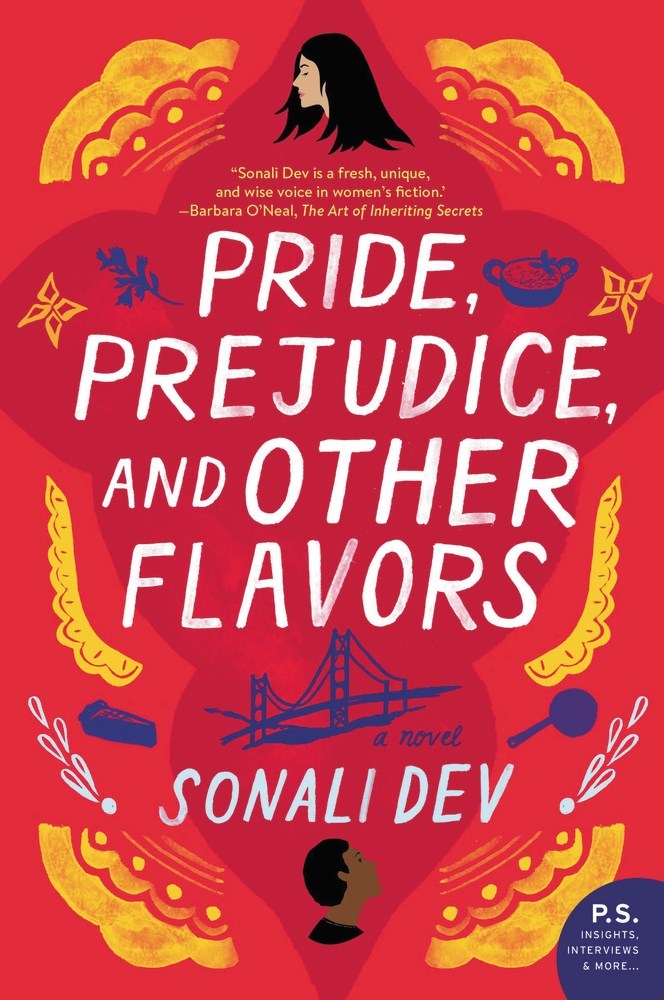 “Sonali Dev is a fresh, unique,
and wise voice in women’s fiction.’
—Barbara O’Neal, The Art of Inheriting Secrets
PRIDE,
PREJUDICE,
AND OTHER
FLAVORS
a novel
SONALI DEV
P.S.
INSIGHTS,
INTERVIEWS
& MORE...